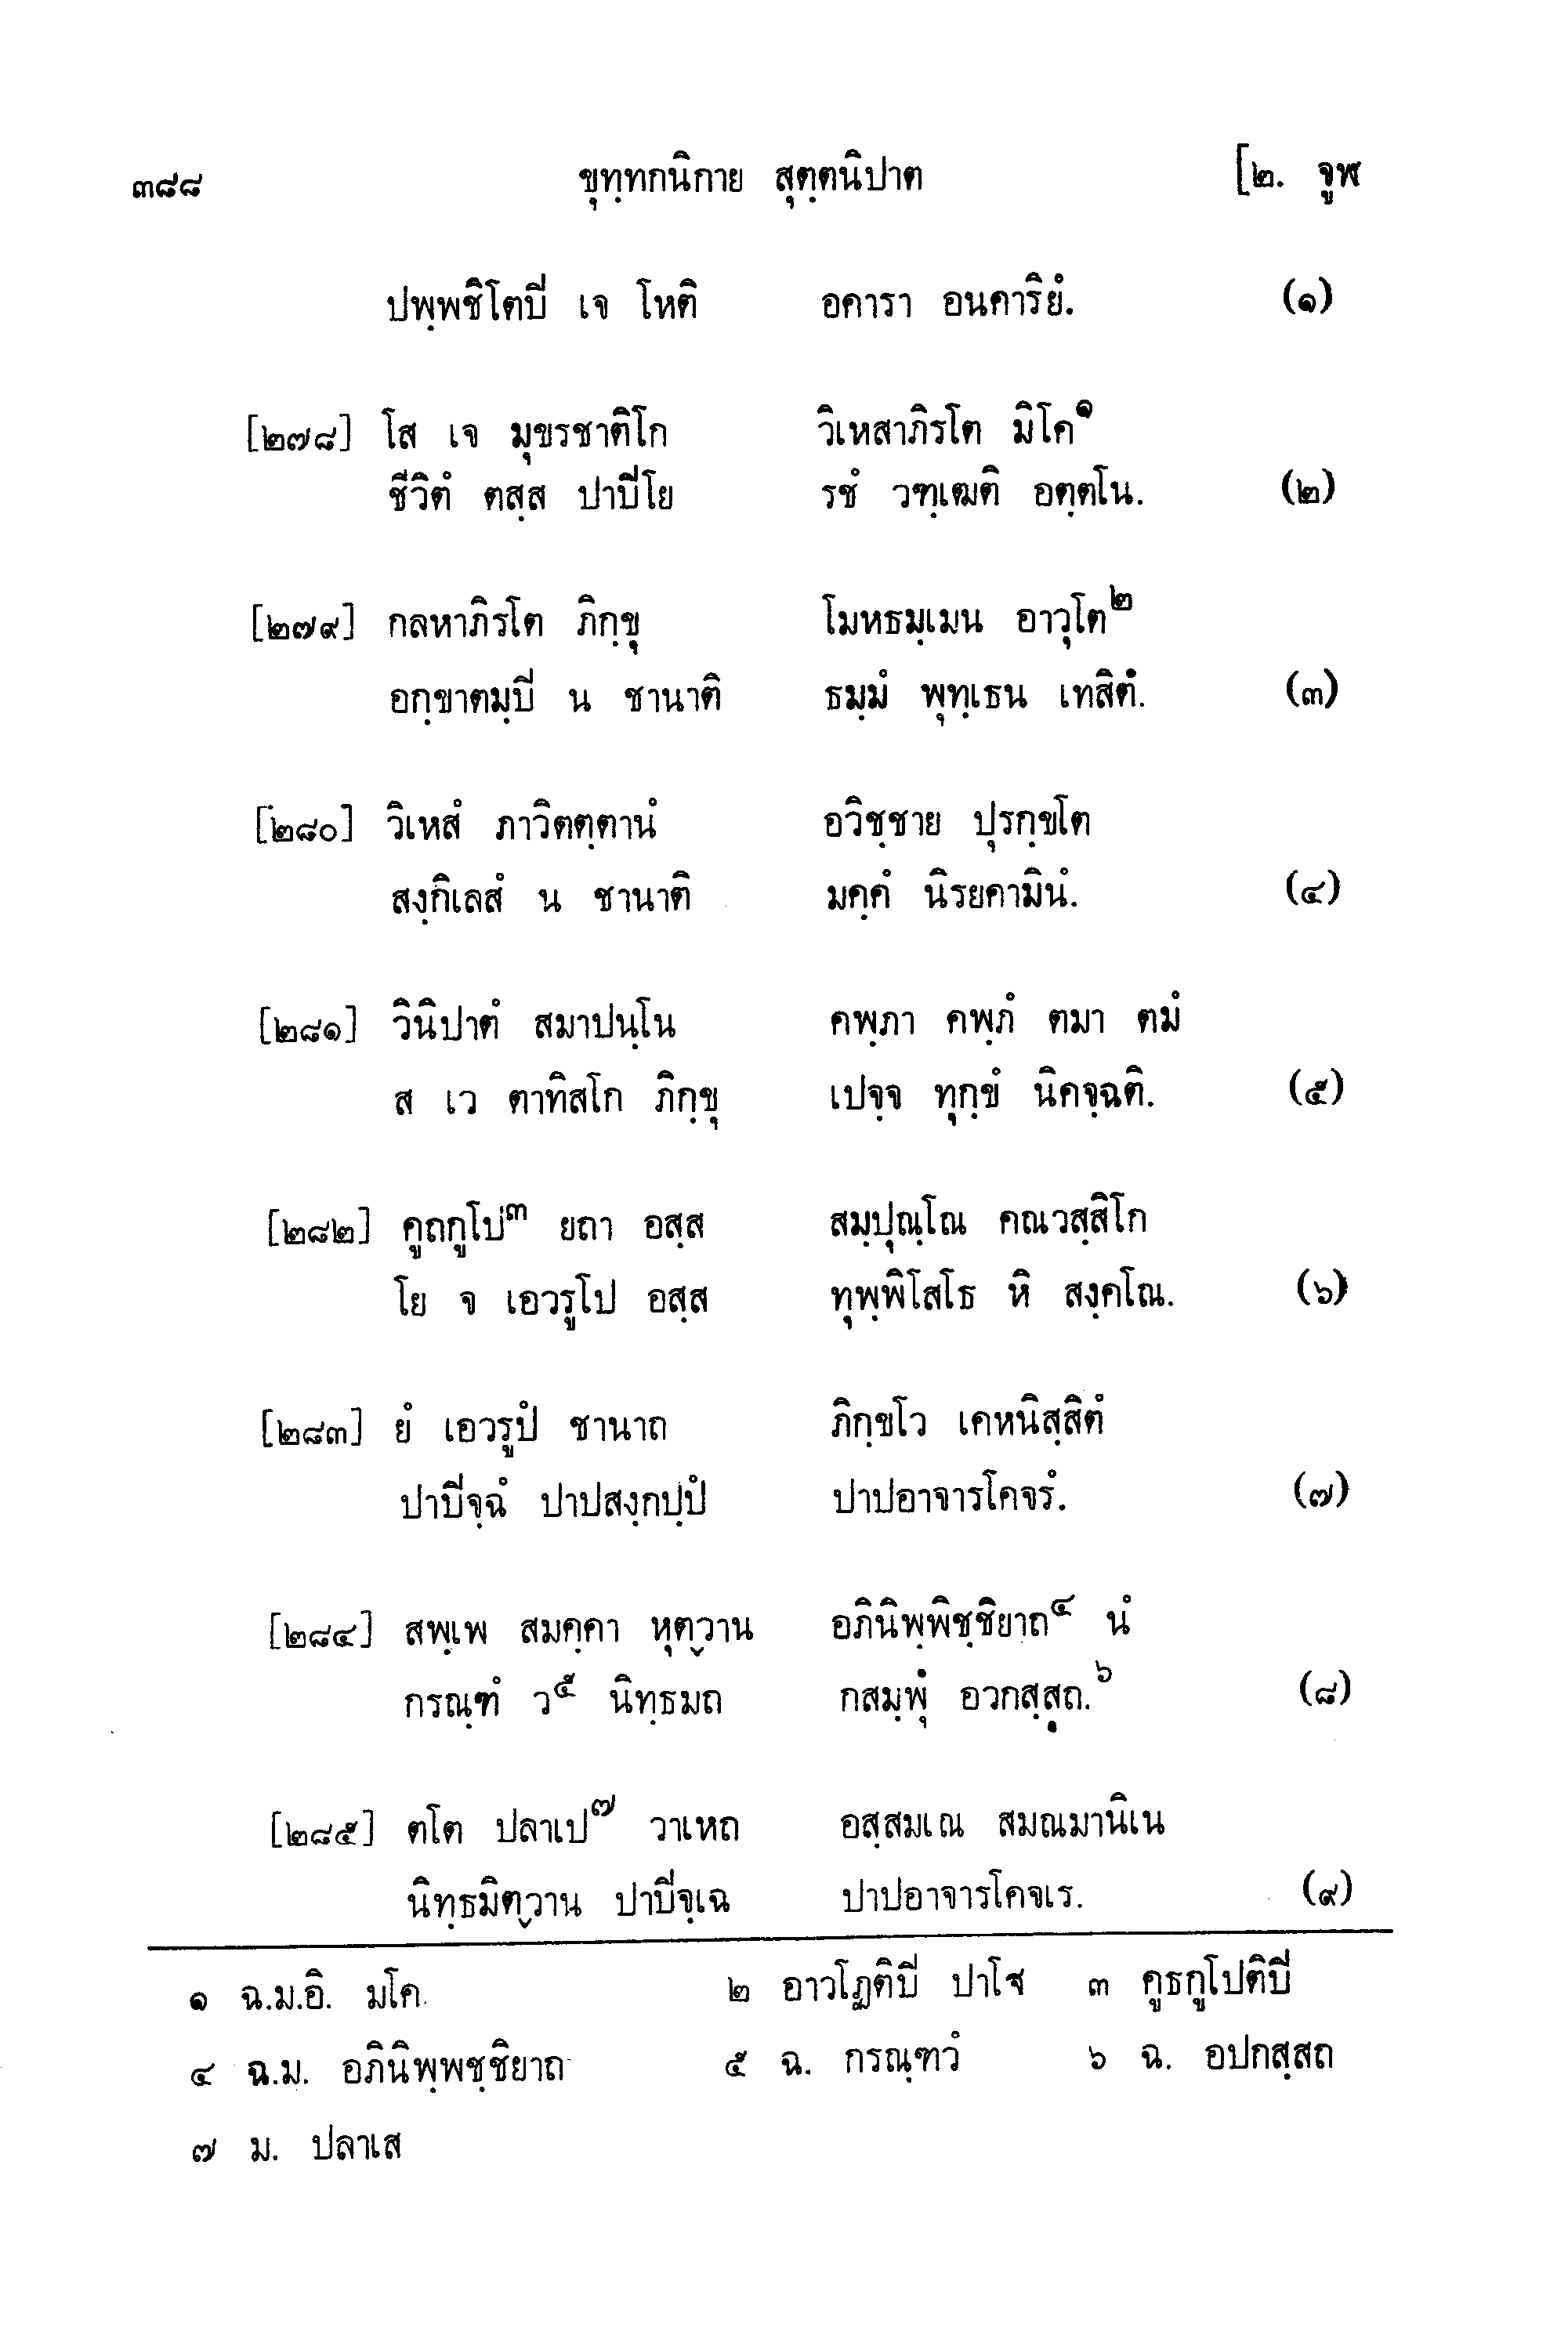 ๓๘๘ ขุทฺทกนิกาย สุตฺตนิปาต [๒. จูฬ
ปพฺพชิโตปิ เจ โหติ อคารา อนคาริยํ. (๑)
[๒๗๘] โส เจ มุขรชาติโก วิเหสาภิรโต มิโค๑
ชีวิตํ ตสฺส ปาปิโย รชํ วฑฺเฒติ อตฺตโน. (๒)
[๒๗๙] กลหาภิรโต ภิกฺขุ โมหธมฺเมน อาวุโต๒
อกฺขาตมฺปิ น ชานาติ ธมฺมํ พุทฺเธน เทสิตํ. (๓)
[๒๘๐] วิเหสํ ภาวิตตฺตานํ อวิชฺชาย ปุรกฺขโต
สงฺกิเลสํ น ชานาติ มคฺคํ นิรยคามินํ. (๔)
[๒๘๑] วินิปาตํ สมาปนฺโน คพฺภา คพฺภํ ตมา ตมํ
ส เว ตาทิสโก ภิกฺขุ เปจฺจ ทุกฺขํ นิคจฺฉติ. (๕)
[๒๘๒] คูถกูโป๓ ยถา อสฺส สมฺปุณฺโณ คณวสฺสิโก
โย จ เอวรูโป อสฺส ทุพฺพิโสโธ หิ สงฺคโณ. (๖)
[๒๘๓] ยํ เอวรูปํ ชานาถ ภิกฺขโว เคหนิสฺสิตํ
ปาปิจฺฉํ ปาปสงฺกปฺปํ ปาปอาจารโคจรํ. (๗)
[๒๘๔] สพฺเพ สมคฺคา หุตฺวาน อภินิพฺพิชฺชิยาถ๔ นํ
กรณฺฑํ ว๕ นิทฺธมถ กสมฺพุํ อวกสฺสุถ.๖ (๘)
[๒๘๕] ตโต ปลาเป๗ วาเหถ อสฺสมเณ สมณมานิเน
นิทฺธมิตฺวาน ปาปิจฺเฉ ปาปอาจารโคจเร. (๙)
๑ ฉ.ม.อิ. มโค ๒ อาวโฏติปิ ปาโฐ ๓ คูธกูโปติปิ
๔ ฉ.ม. อภินิพฺพชฺชิยาถ ๕ ฉ. กรณฺฑวํ ๖ ฉ. อปกสฺสถ
๗ ม. ปลาเส